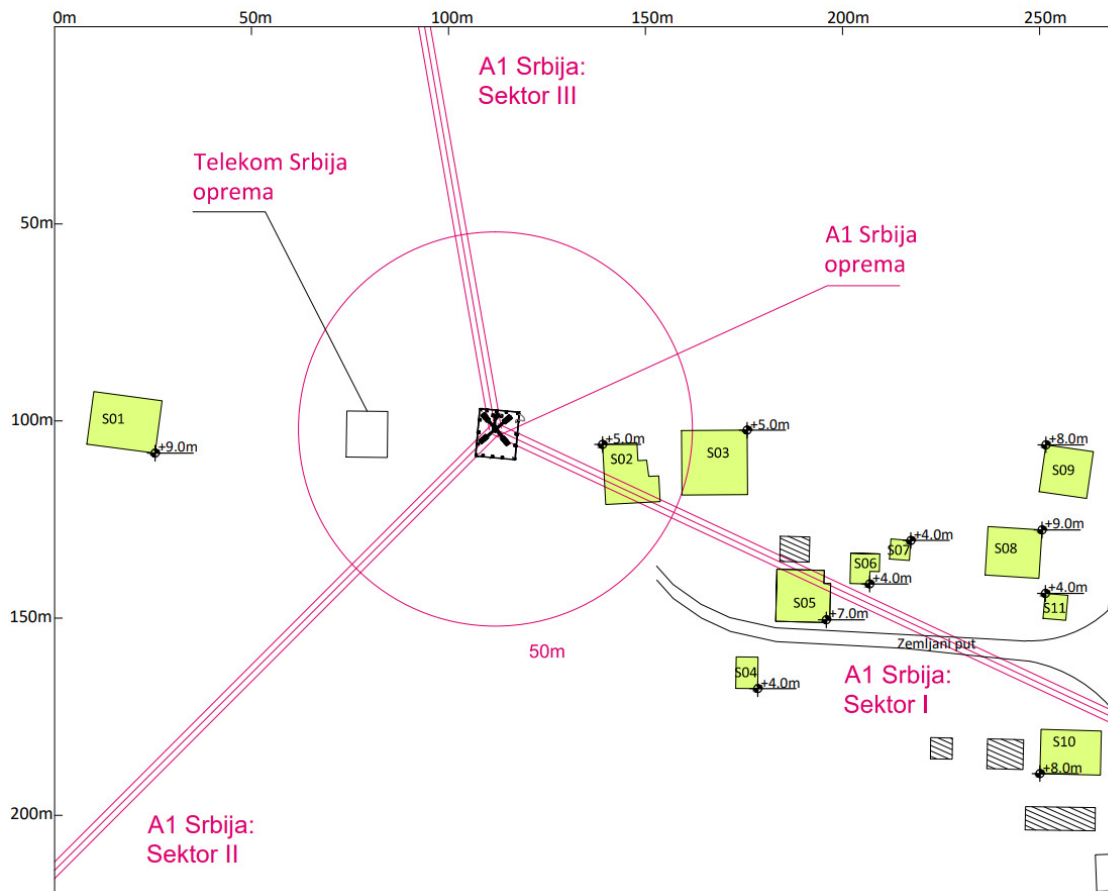 0m
50m
100m
150m
200m
250m
A1 Srbija:
Sektor III
Telekom Srbija
oprema
50m
A1 Srbija
oprema
100m
S01
+9.0m
+5.0m
S02
+5.0m
S03
+8.0m
S09
+9.0m
S08
+4.0m
S07
S06
+4.0m
+4.0m
S11
S05
+7.0m
150m
Zemljani put
50m
S04
+4.0m
A1 Srbija:
Sektor I
S10
+8.0m
200m
A1 Srbija:
Sektor II